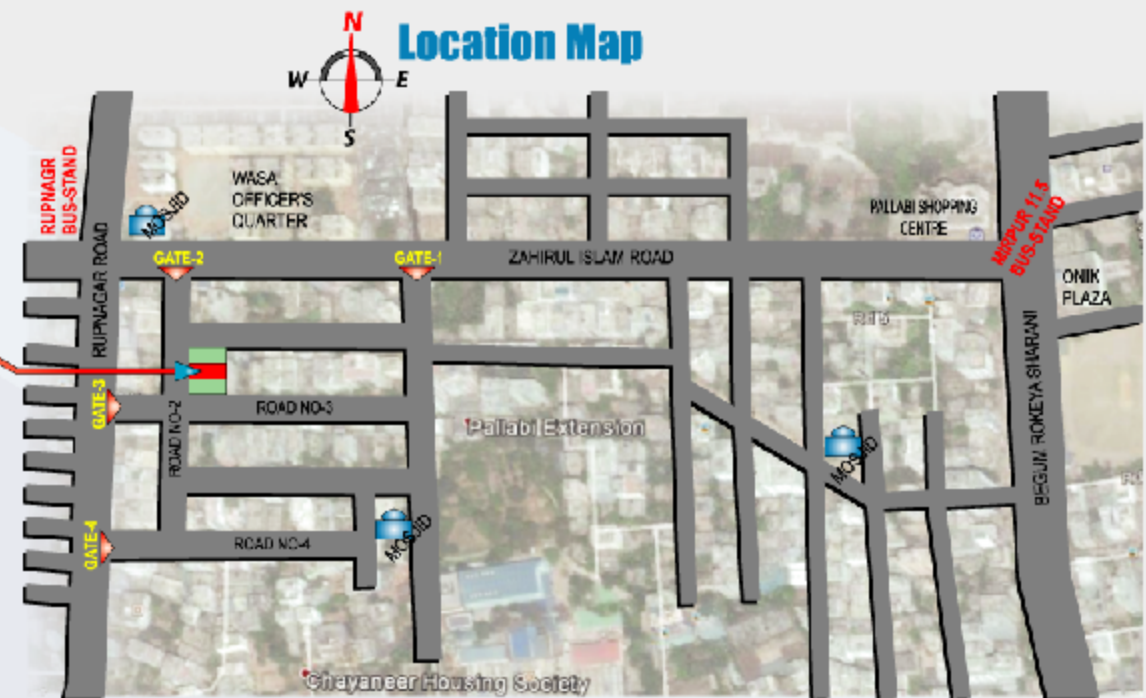 N
Location Map
W
E
S
RUPNAGR
BUS-STAND
WASA
OFFICER'S
QUARTER
MOSJID
PALLABI SHOPPING
CENTRE
MIRPUR 11.5
BUS-STAND
GATE-2
GATE-1
ZAHIRUL ISLAM ROAD
ONIK
PLAZA
RUPNAGAR ROAD
GATE-3
ROAD NO-2
ROAD NO-3
Pallabi Extension
MOSJID
BEGUM ROKEYA SHARANI
GATE-4
ROAD NO-4
MOSJID
Chayaneer Housing Society